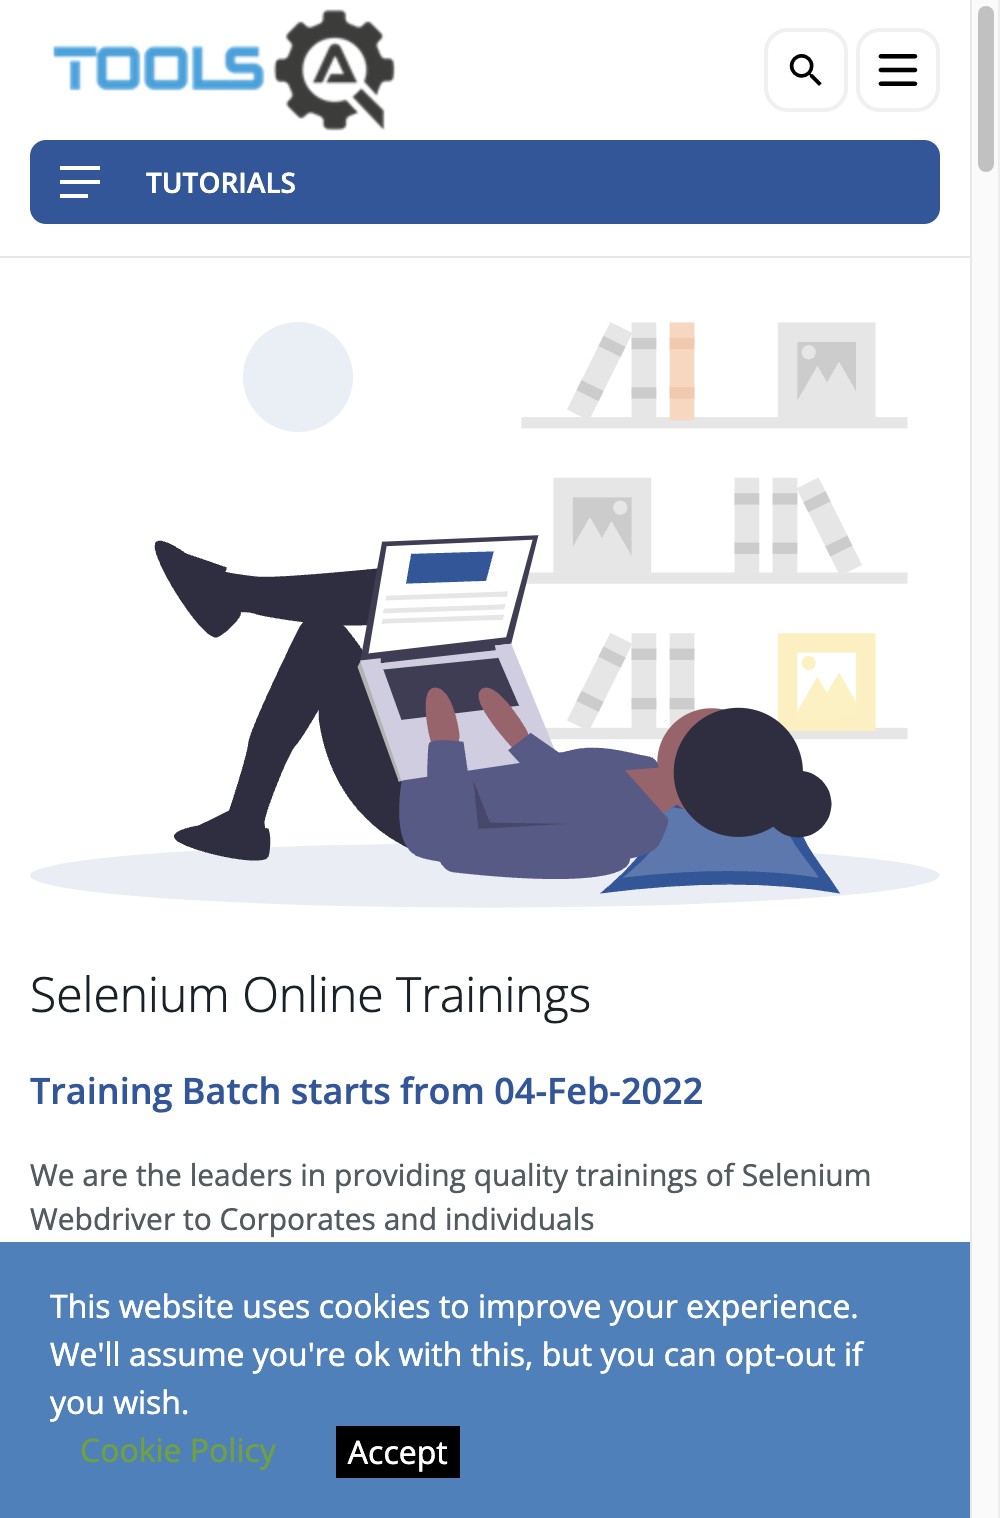 TOOLS QA
TUTORIALS
Selenium Online Trainings
Training Batch starts from 04-Feb-2022
We are the leaders in providing quality trainings of Selenium
Webdriver to Corporates and individuals
This website uses cookies to improve your experience.
We'll assume you're ok with this, but you can opt-out if
you wish.
Cookie Policy Accept